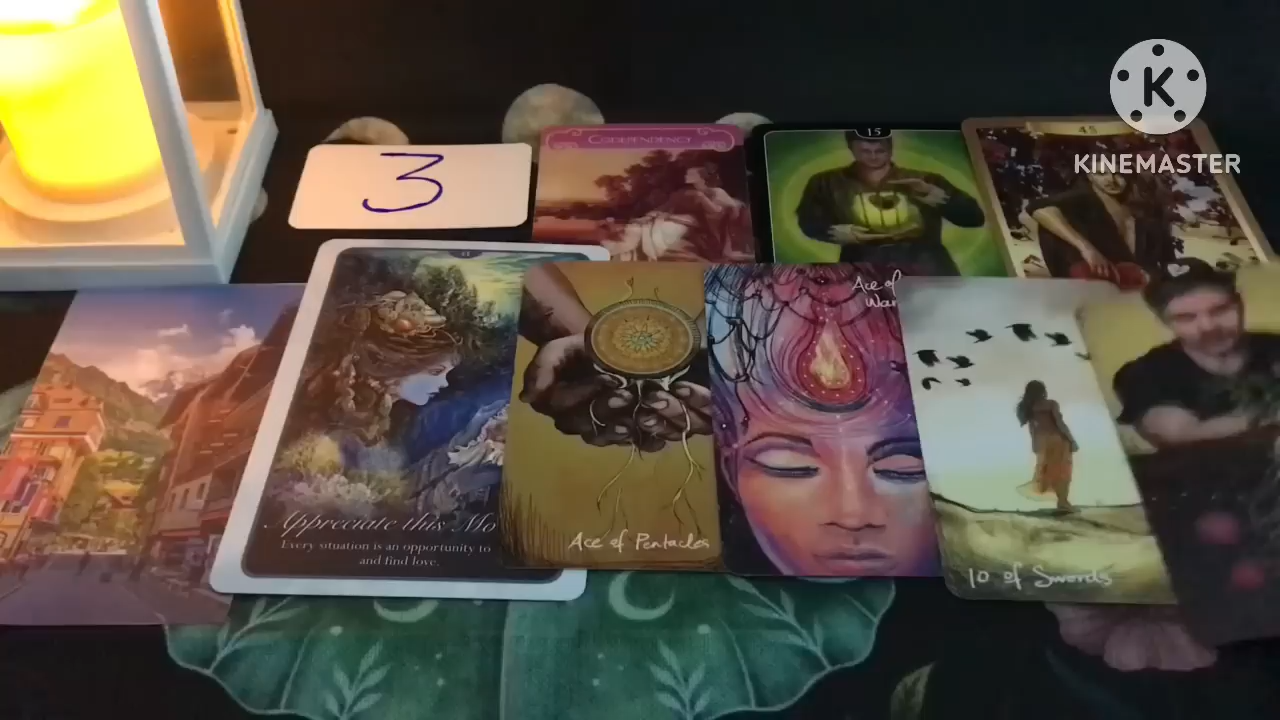 K
KINEMASTER
3
CODEPENDENCY
15
45
Ace of
Appreciate this Mo
Every situation is an opportunity to
and find love.
Ace of Pentacles
10 of Swords